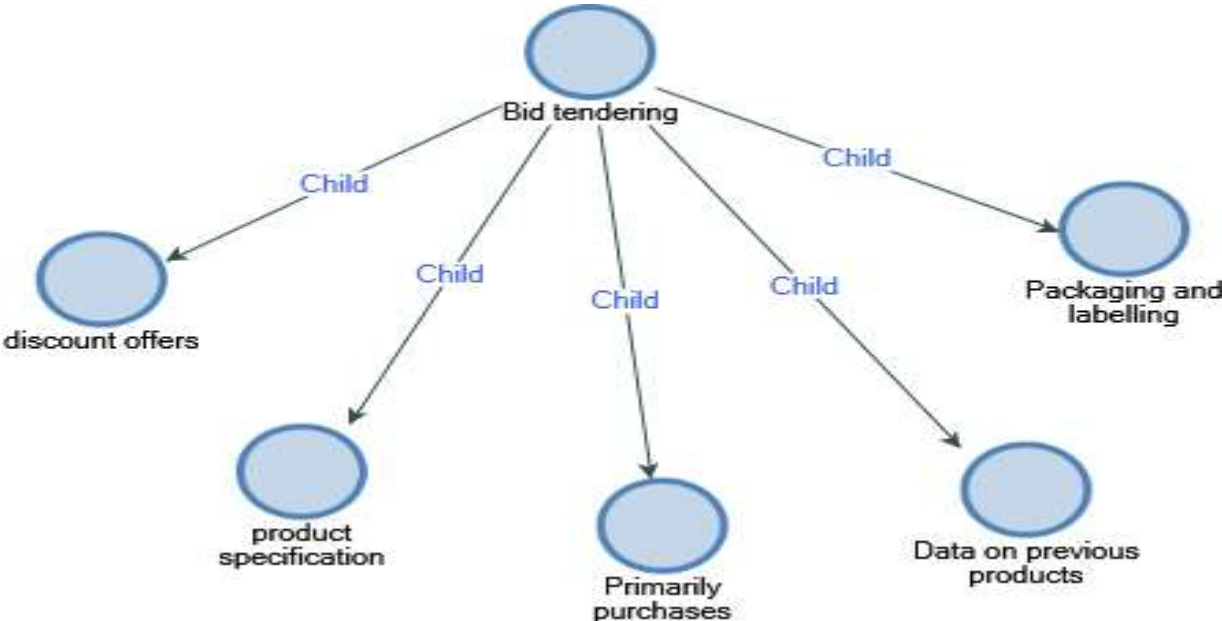 Bid tendering
Child
Child
Child
Child
Child
discount offers
Packaging and
labelling
product
specification
Primarily
purchases
Data on previous
products